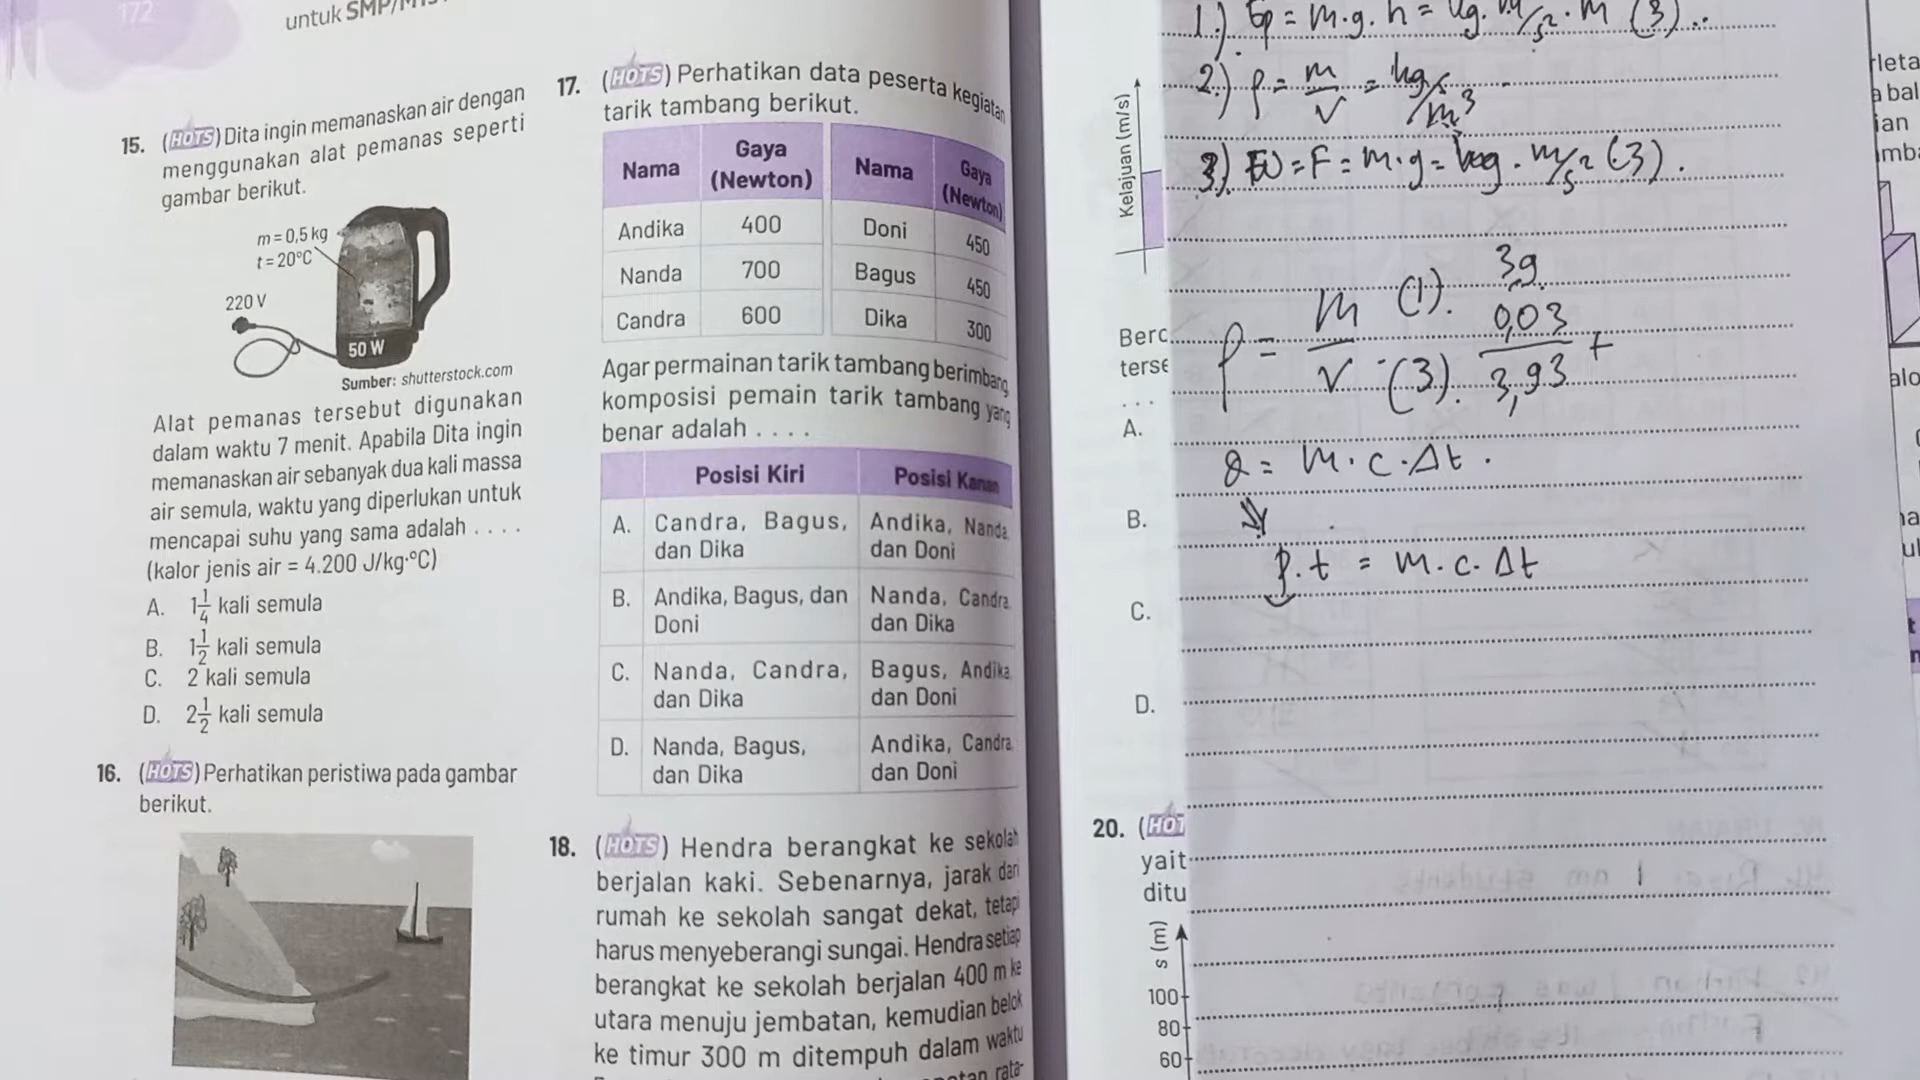 172
untuk SMP/MTs
15. (HOTS) Dita ingin memanaskan air dengan
menggunakan alat pemanas seperti
gambar berikut.
m = 0,5 kg
t = 20°C
220 V
50 W
Sumber: shutterstock.com
Alat pemanas tersebut digunakan
dalam waktu 7 menit. Apabila Dita ingin
memanaskan air sebanyak dua kali massa
air semula, waktu yang diperlukan untuk
mencapai suhu yang sama adalah . . . .
(kalor jenis air = 4.200 J/kg·°C)
A. 1 1/4 kali semula
B. 1 1/2 kali semula
C. 2 kali semula
D. 2 1/2 kali semula
16. (HOTS) Perhatikan peristiwa pada gambar
berikut.
17. (HOTS) Perhatikan data peserta kegiatan
tarik tambang berikut.
Nama Gaya (Newton) Nama Gaya (Newton)
Andika 400 Doni 450
Nanda 700 Bagus 450
Candra 600 Dika 300
Agar permainan tarik tambang berimbang
komposisi pemain tarik tambang yang
benar adalah . . . .
Posisi Kiri Posisi Kanan
A. Candra, Bagus, Andika, Nanda,
dan Dika dan Doni
B. Andika, Bagus, dan Nanda, Candra,
Doni dan Dika
C. Nanda, Candra, Bagus, Andika
dan Dika dan Doni
D. Nanda, Bagus, Andika, Candra,
dan Dika dan Doni
18. (HOTS) Hendra berangkat ke sekolah
berjalan kaki. Sebenarnya, jarak dari
rumah ke sekolah sangat dekat, tetapi
harus menyeberangi sungai. Hendra setiap
berangkat ke sekolah berjalan 400 m ke
utara menuju jembatan, kemudian belok
ke timur 300 m ditempuh dalam waktu
1.) Ep = m.g.h = kg. m/s². m (3)
2.) ρ = m/V = kg/m³
3.) W = F = m.g = kg . m/s² (3).
ρ = m (1). / V (3).
3,9
0,03 +
3,93
Q = m.c.Δt.
P.t = m.c.Δt
Kelajuan (m/s)
Berc
terse
. . .
A.
B.
C.
D.
20. (HOT
yait
ditu
s (m)
100
80
60